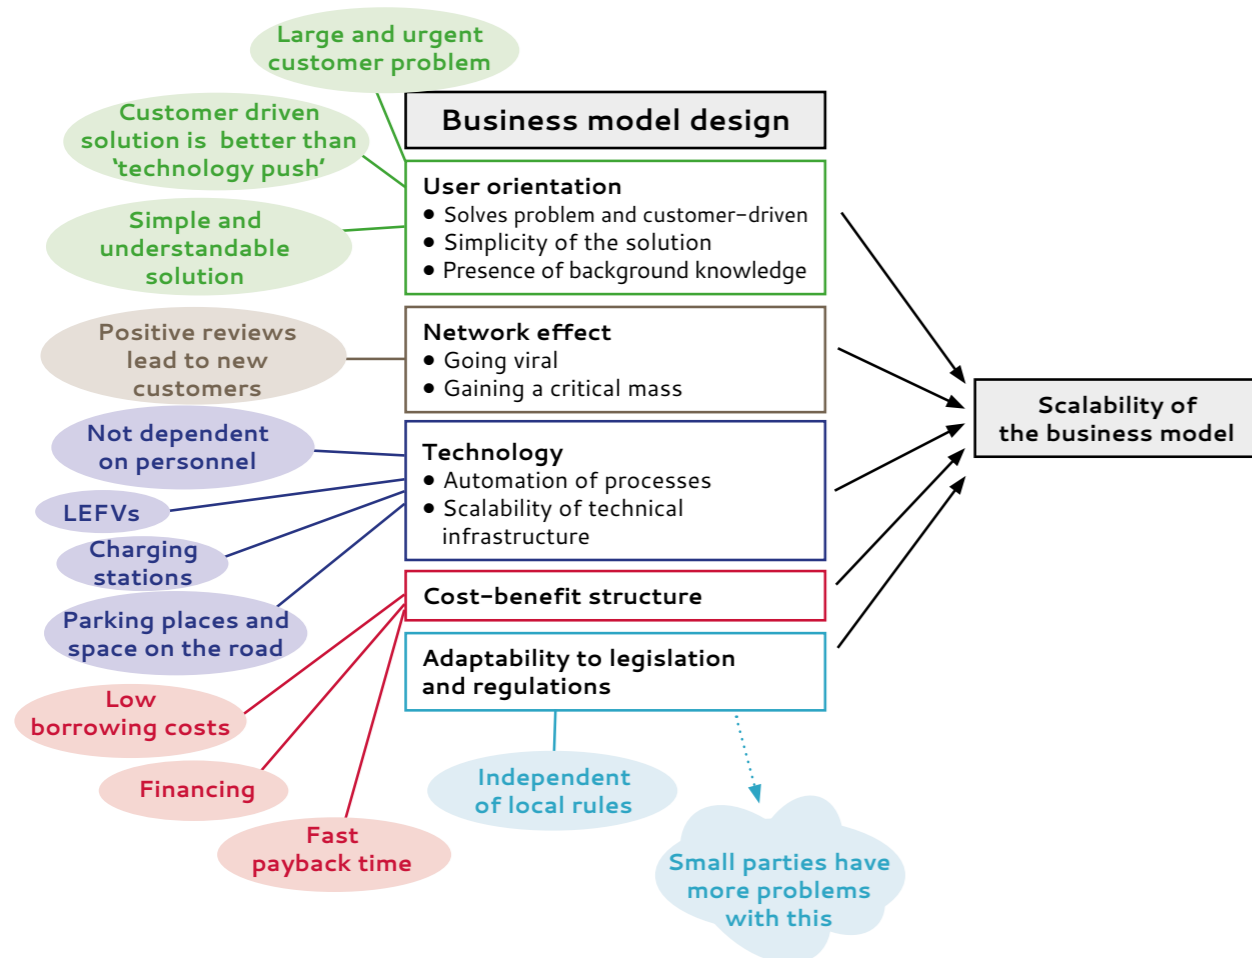 Large and urgent
customer problem
Customer driven
solution is better than
‘technology push’
Simple and
understandable
solution
Positive reviews
lead to new
customers
Not dependent
on personnel
LEFVs
Charging
stations
Parking places and
space on the road
Low
borrowing costs
Financing
Fast
payback time
Business model design
User orientation
• Solves problem and customer-driven
• Simplicity of the solution
• Presence of background knowledge
Network effect
• Going viral
• Gaining a critical mass
Technology
• Automation of processes
• Scalability of technical
infrastructure
Cost-benefit structure
Adaptability to legislation
and regulations
Independent
of local rules
Small parties have
more problems
with this
Scalability of
the business model